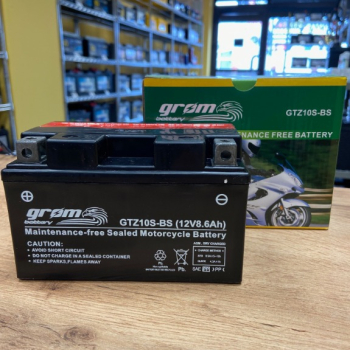 grom
battery
GTZ10S-BS
MAINTENANCE FREE BATTERY
grom
battery
GTZ10S-BS (12V8.6Ah)
Maintenance-free Sealed Motorcycle Battery
CAUTION:
● AVOID SHORT CIRCUIT
● DO NOT CHARGE IN A SEALED CONTAINER
● KEEP SPARKS,FLAMES AWAY
Pb